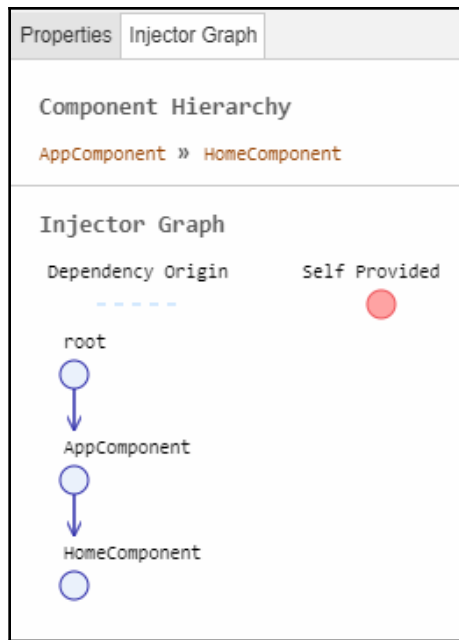 Properties Injector Graph
Component Hierarchy
AppComponent » HomeComponent
Injector Graph
Dependency Origin Self Provided
root
AppComponent
HomeComponent